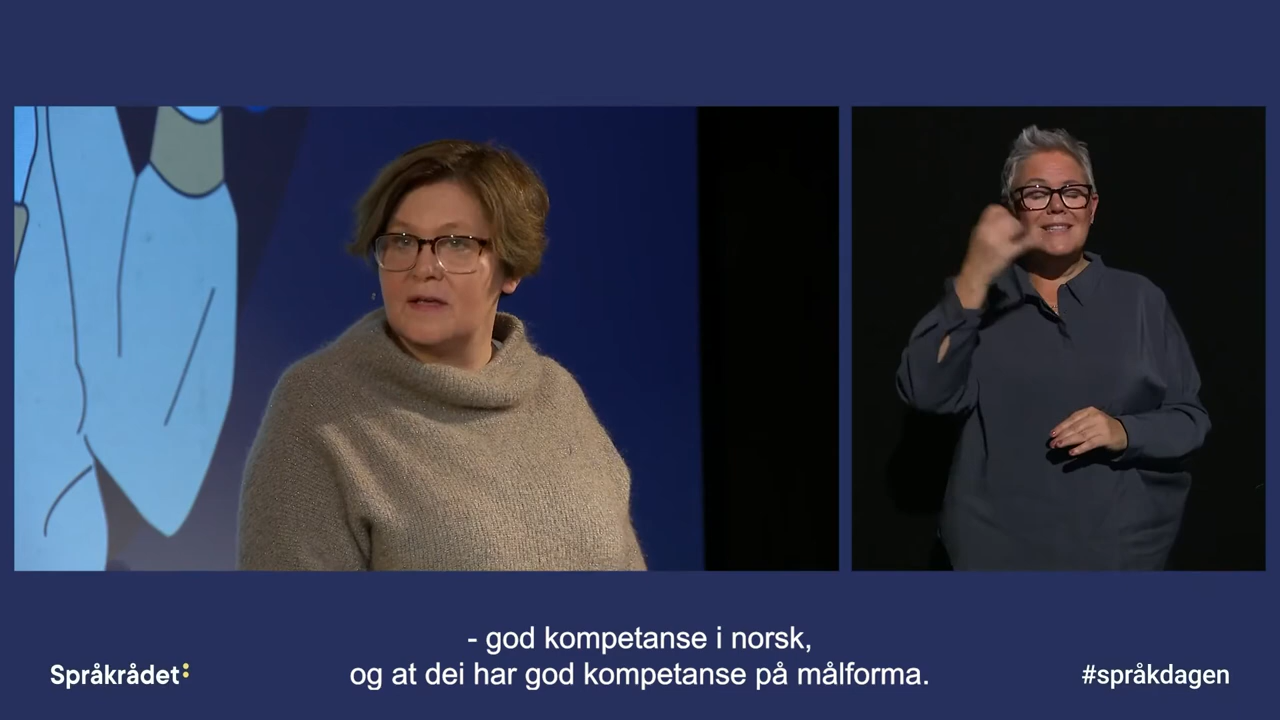 - god kompetanse i norsk,
og at dei har god kompetanse på målforma.
Språkrådet:
#språkdagen